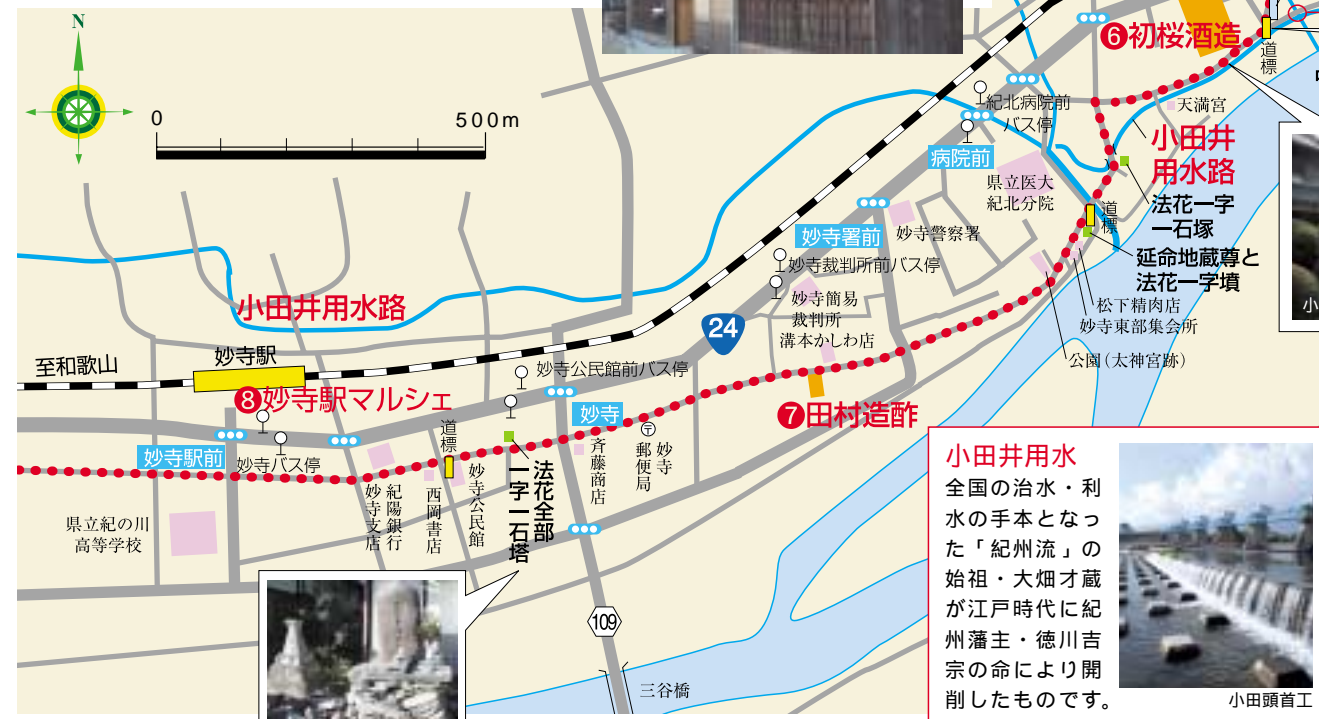 N
0
500m
❻初桜酒造
道標
天満宮
紀北病院前
バス停
病院前
小田井
用水路
県立医大
紀北分院
法花一字
一石塚
道標
延命地蔵尊と
法花一字墳
妙寺署前
妙寺警察署
妙寺裁判所前バス停
妙寺簡易
裁判所
溝本かしわ店
松下精肉店
妙寺東部集会所
公園(太神宮跡)
小田井用水路
24
至和歌山
妙寺駅
妙寺公民館前バス停
❽妙寺駅マルシェ
妙寺
❼田村造酢
道標
妙寺駅前
妙寺バス停
斉藤商店
妙寺
郵便局
紀陽銀行
妙寺支店
西岡書店
妙寺公民館
法花全部
一字一石塔
県立紀の川
高等学校
109
三谷橋
小田井用水
全国の治水・利
水の手本となっ
た「紀州流」の
始祖・大畑才蔵
が江戸時代に紀
州藩主・徳川吉
宗の命により開
削したものです。
小田頭首工
小